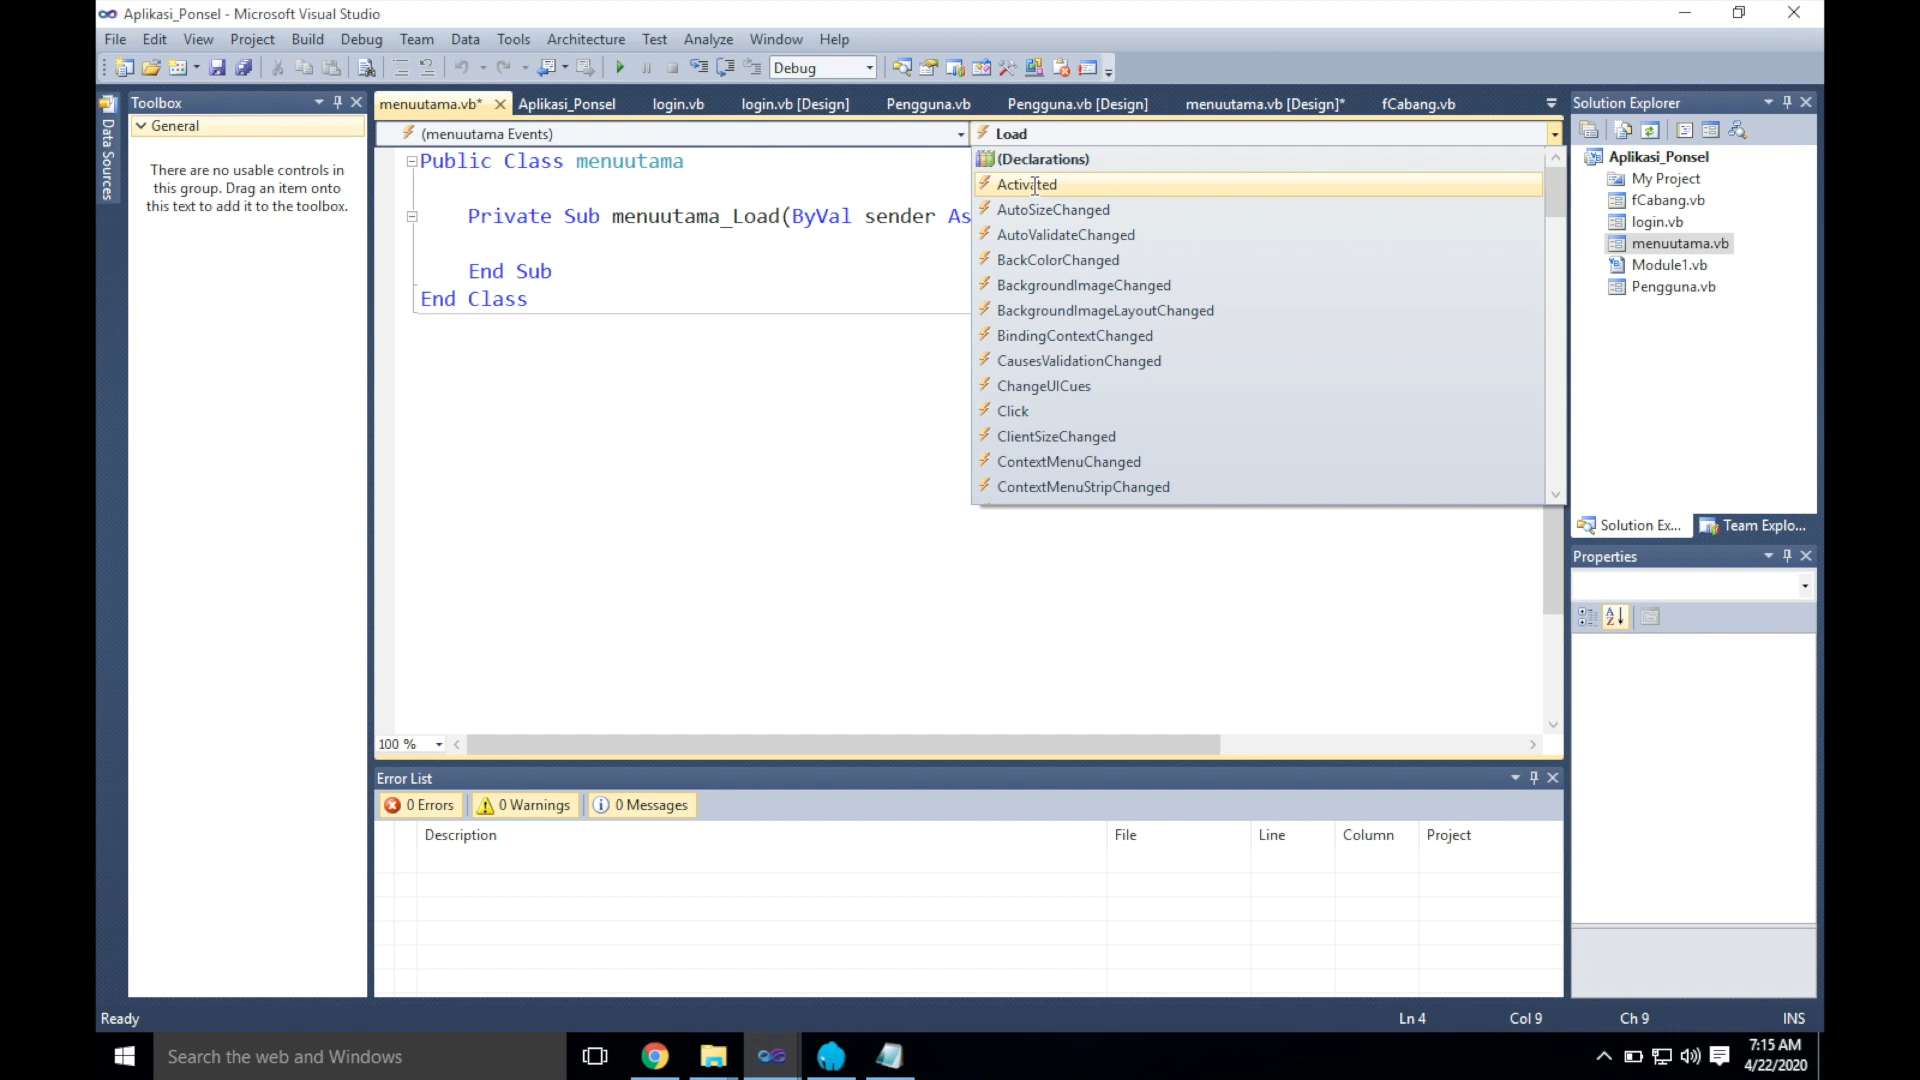 Aplikasi_Ponsel - Microsoft Visual Studio
File Edit View Project Build Debug Team Data Tools Architecture Test Analyze Window Help
Debug
Data Sources
Toolbox
General
There are no usable controls in
this group. Drag an item onto
this text to add it to the toolbox.
menuutama.vb* Aplikasi_Ponsel login.vb login.vb [Design] Pengguna.vb Pengguna.vb [Design] menuutama.vb [Design]* fCabang.vb
(menuutama Events) Load
Public Class menuutama
Private Sub menuutama_Load(ByVal sender As
End Sub
End Class
(Declarations)
Activated
AutoSizeChanged
AutoValidateChanged
BackColorChanged
BackgroundImageChanged
BackgroundImageLayoutChanged
BindingContextChanged
CausesValidationChanged
ChangeUICues
Click
ClientSizeChanged
ContextMenuChanged
ContextMenuStripChanged
100 %
Solution Explorer
Aplikasi_Ponsel
My Project
fCabang.vb
login.vb
menuutama.vb
Module1.vb
Pengguna.vb
Solution Ex... Team Explo...
Properties
Error List
0 Errors 0 Warnings 0 Messages
Description File Line Column Project
Ready Ln 4 Col 9 Ch 9 INS
Search the web and Windows
7:15 AM
4/22/2020